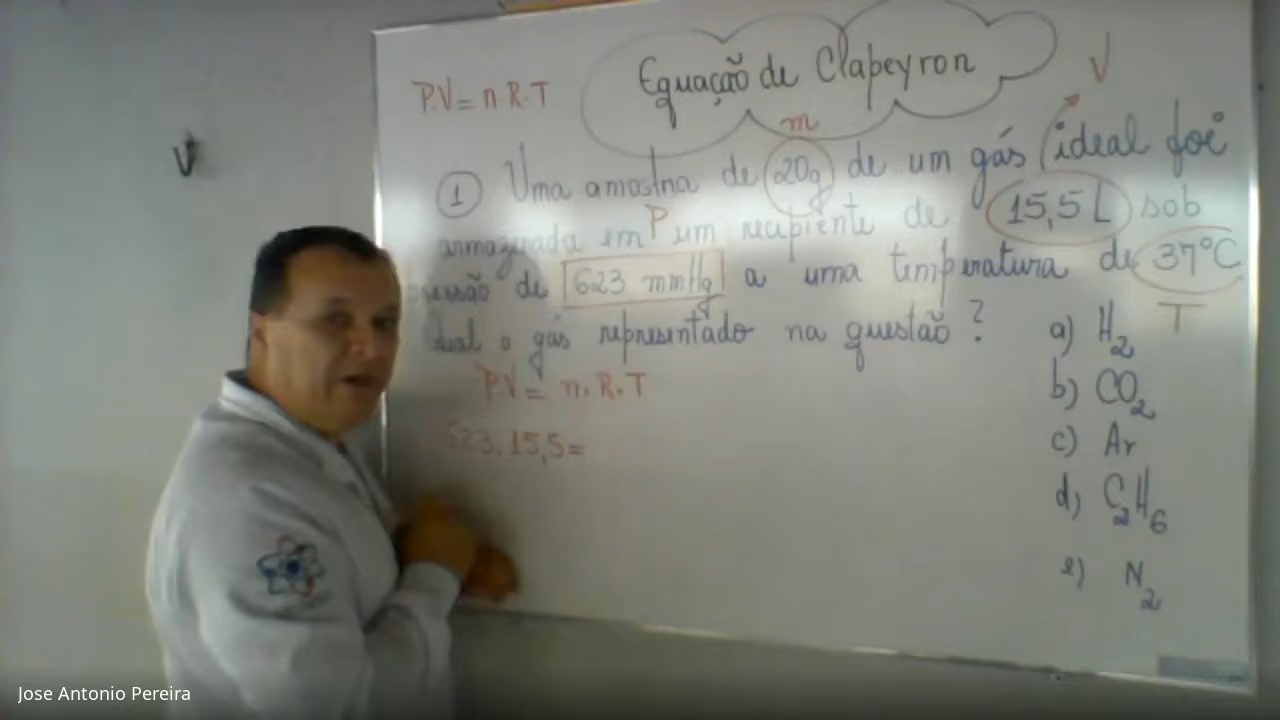 Equação de Clapeyron
P.V = n R.T
V
m
1 Uma amostra de 20g de um gás ideal foi
armazenada em um recipiente de 15,5 L sob
P
essão de 623 mmHg a uma temperatura de 37°C
T
ual o gás representado na questão?
a) H2
b) CO2
c) Ar
d) C2H6
e) N2
PV = n.R.T
623.15,5=
Jose Antonio Pereira